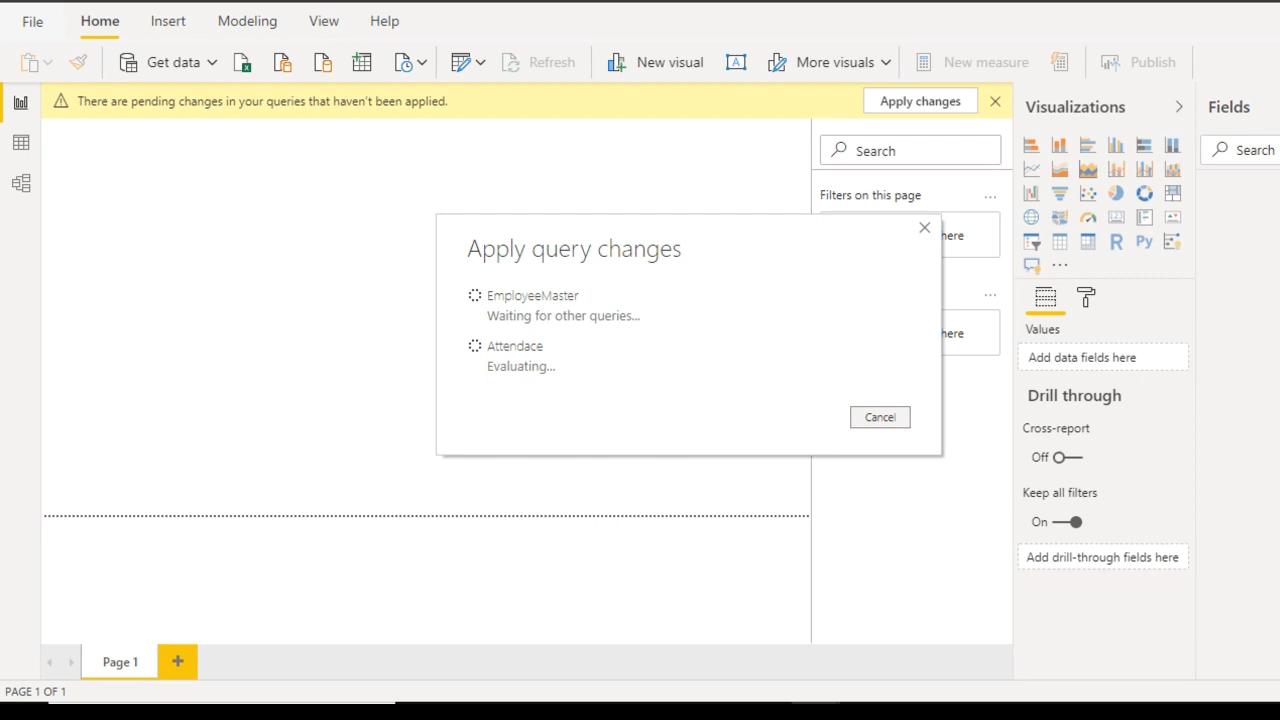 File Home Insert Modeling View Help
Get data Refresh New visual A More visuals New measure Publish
There are pending changes in your queries that haven't been applied. Apply changes
Visualizations Fields
Search
Search
Filters on this page ...
here
...
here
Apply query changes
EmployeeMaster
Waiting for other queries...
Attendace
Evaluating...
Cancel
R Py
...
Values
Add data fields here
Drill through
Cross-report
Off
Keep all filters
On
Add drill-through fields here
Page 1 +
PAGE 1 OF 1